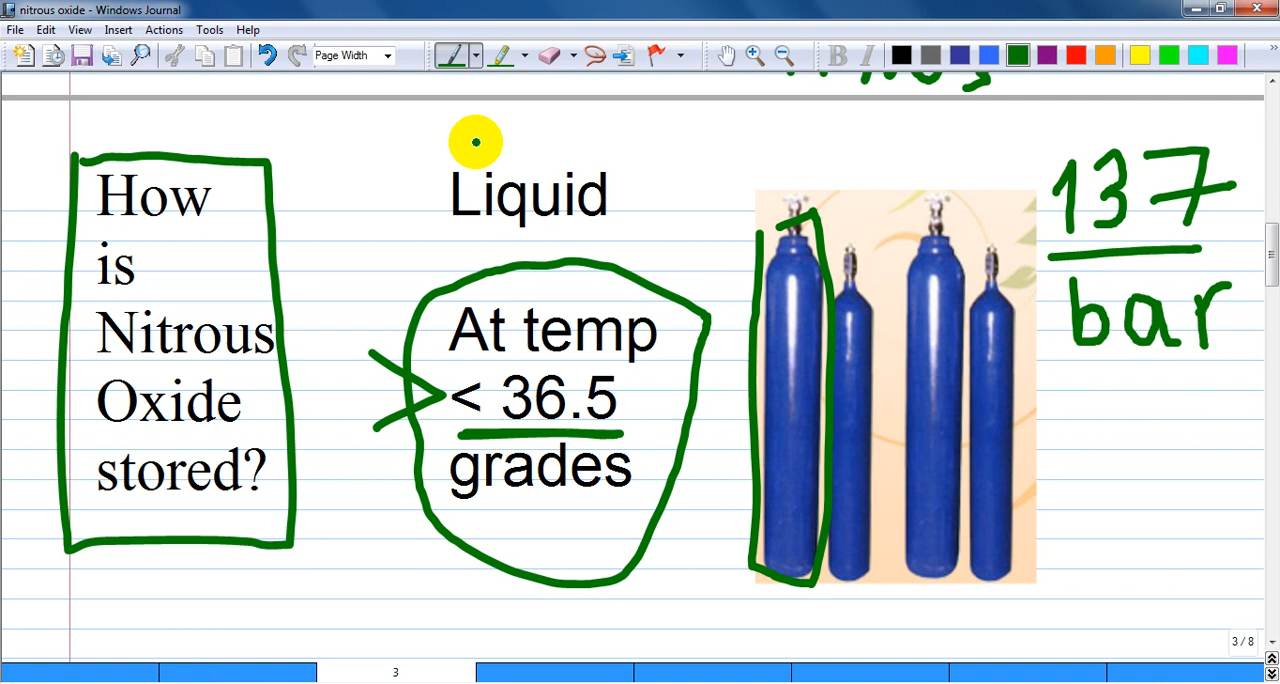 nitrous oxide - Windows Journal
File Edit View Insert Actions Tools Help
Page Width
B I
How
is
Nitrous
Oxide
stored?
Liquid
At temp
< 36.5
grades
137
bar
3 / 8
3